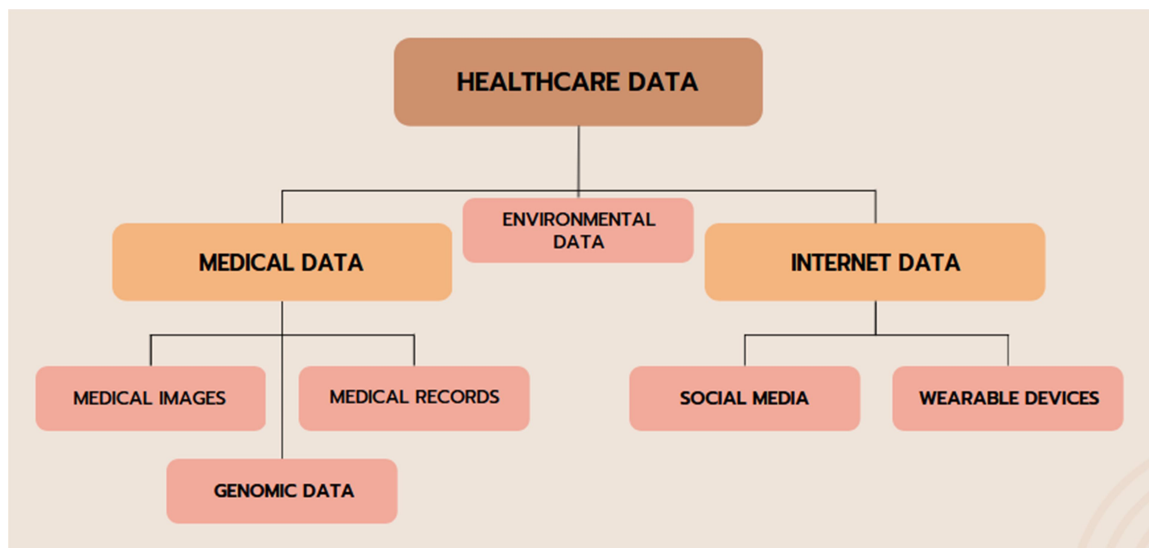 HEALTHCARE DATA
ENVIRONMENTAL
DATA
MEDICAL DATA
INTERNET DATA
MEDICAL IMAGES
MEDICAL RECORDS
SOCIAL MEDIA
WEARABLE DEVICES
GENOMIC DATA